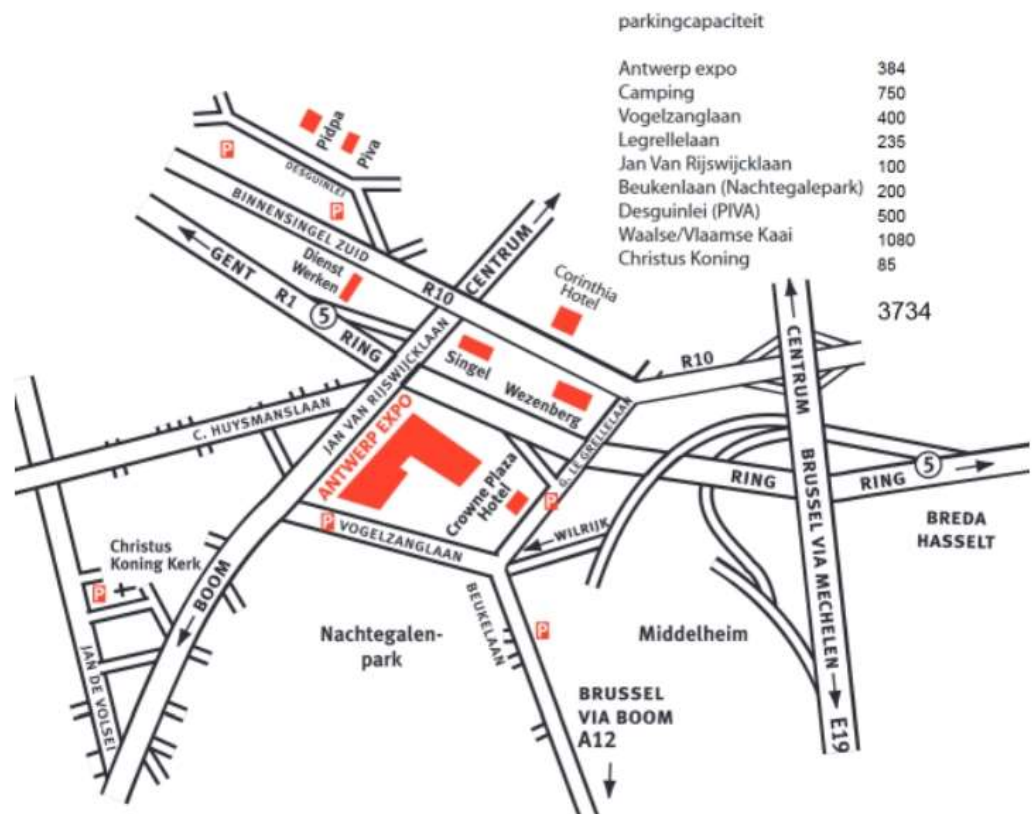 parkingcapaciteit
Antwerp expo 384
Camping 750
Vogelzanglaan 400
Legrellelaan 235
Jan Van Rijswijcklaan 100
Beukenlaan (Nachtegalepark) 200
Desguinlei (PIVA) 500
Waalse/Vlaamse Kaai 1080
Christus Koning 85
3734
Pidpa
Piva
P
DESGUINLEI
P
BINNENSINGEL ZUID
R10
CENTRUM
GENT
R1
5
RING
Dienst
Werken
Corinthia
Hotel
Singel
Wezenberg
R10
CENTRUM
BRUSSEL VIA MECHELEN
E19
JAN VAN RIJSWIJCKLAAN
C. HUYSMANSLAAN
ANTWERP EXPO
G. LE GRELLELAAN
Crowne Plaza
Hotel
P
RING
RING
5
BREDA
HASSELT
P
VOGELZANGLAAN
WILRIJK
Christus
Koning Kerk
P
BOOM
JAN DE VOLSEI
Nachtegalen-
park
BEUKELAAN
P
Middelheim
BRUSSEL
VIA BOOM
A12